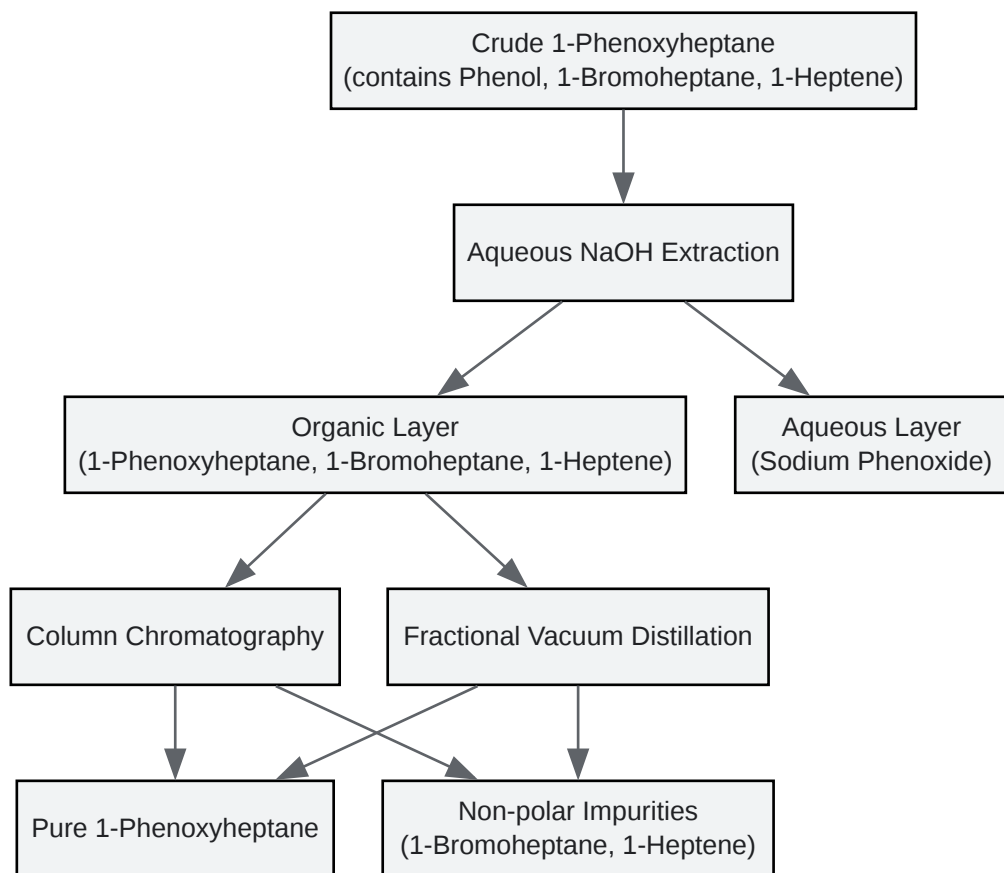 Crude 1-Phenoxyheptane
(contains Phenol, 1-Bromoheptane, 1-Heptene)
Aqueous NaOH Extraction
Organic Layer
(1-Phenoxyheptane, 1-Bromoheptane, 1-Heptene)
Aqueous Layer
(Sodium Phenoxide)
Column Chromatography
Fractional Vacuum Distillation
Pure 1-Phenoxyheptane
Non-polar Impurities
(1-Bromoheptane, 1-Heptene)